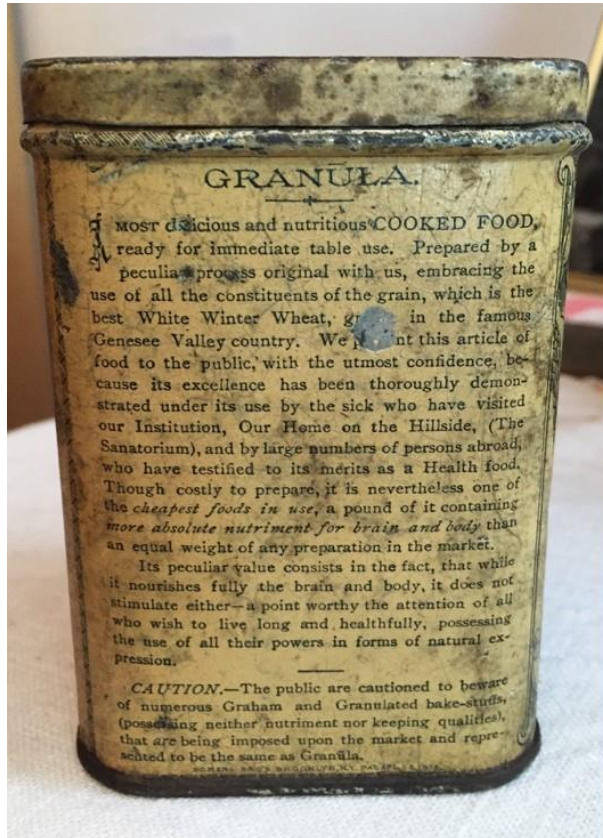 GRANŪLA.
A MOST delicious and nutritious COOKED FOOD,
ready for immediate table use. Prepared by a
peculiar process original with us, embracing the
use of all the constituents of the grain, which is the
best White Winter Wheat, in the famous
Genesee Valley country. We this article of
food to the public, with the utmost confidence, be-
cause its excellence has been thoroughly demon-
strated under its use by the sick who have visited
our Institution, Our Home on the Hillside, (The
Sanatorium), and by large numbers of persons abroad,
who have testified to its merits as a Health food.
Though costly to prepare, it is nevertheless one of
the cheapest foods in use, a pound of it containing
more absolute nutriment for brain and body than
an equal weight of any preparation in the market.
Its peculiar value consists in the fact, that while
it nourishes fully the brain and body, it does not
stimulate either—a point worthy the attention of all
who wish to live long and healthfully, possessing
the use of all their powers in forms of natural ex-
pression.
CAUTION.—The public are cautioned to beware
of numerous Graham and Granulated bake-stuffs,
(possessing neither nutriment nor keeping qualities),
that are being imposed upon the market and repre-
sented to be the same as Granūla.
BROOKLYN, N.Y.